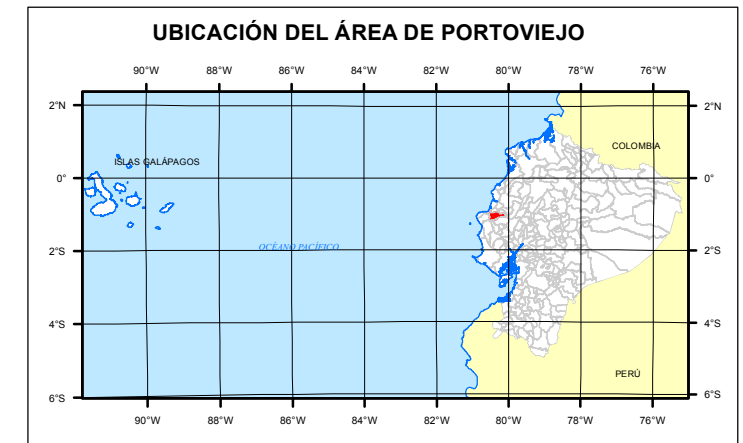 UBICACIÓN DEL ÁREA DE PORTOVIEJO
90°W 88°W 86°W 84°W 82°W 80°W 78°W 76°W
2°N 2°N
COLOMBIA
ISLAS GALÁPAGOS
0° 0°
OCÉANO PACÍFICO
2°S 2°S
4°S 4°S
PERÚ
6°S 6°S
90°W 88°W 86°W 84°W 82°W 80°W 78°W 76°W